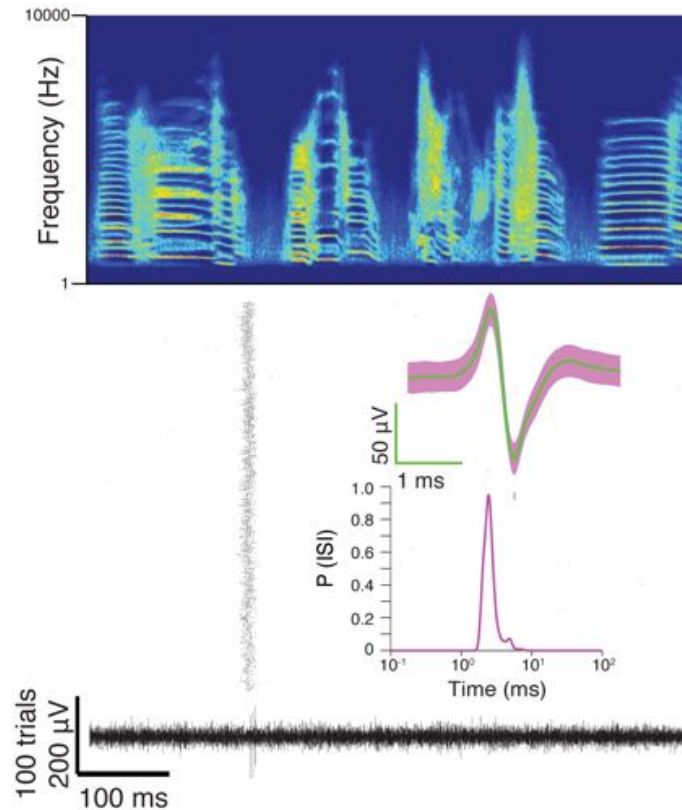 10000
Frequency (Hz)
1
50 µV
1 ms
1.0
0.8
0.6
0.4
0.2
0
P (ISI)
10⁻¹ 10⁰ 10¹ 10²
Time (ms)
100 trials
200 µV
100 ms